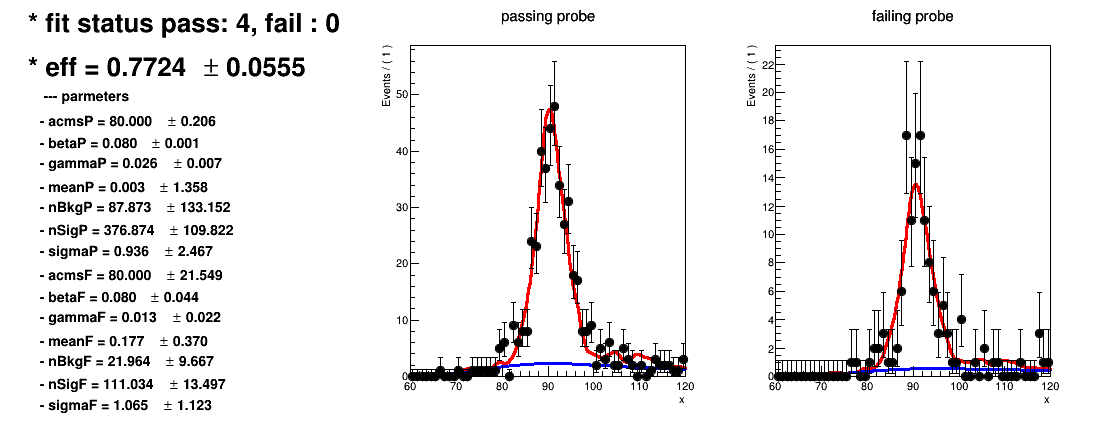 * fit status pass: 4, fail : 0
* eff = 0.7724 ± 0.0555
--- parmeters
- acmsP = 80.000 ± 0.206
- betaP = 0.080 ± 0.001
- gammaP = 0.026 ± 0.007
- meanP = 0.003 ± 1.358
- nBkgP = 87.873 ± 133.152
- nSigP = 376.874 ± 109.822
- sigmaP = 0.936 ± 2.467
- acmsF = 80.000 ± 21.549
- betaF = 0.080 ± 0.044
- gammaF = 0.013 ± 0.022
- meanF = 0.177 ± 0.370
- nBkgF = 21.964 ± 9.667
- nSigF = 111.034 ± 13.497
- sigmaF = 1.065 ± 1.123
passing probe
Events / ( 1 )
50
40
30
20
10
0
60 70 80 90 100 110 120
x
failing probe
Events / ( 1 )
22
20
18
16
14
12
10
8
6
4
2
0
60 70 80 90 100 110 120
x